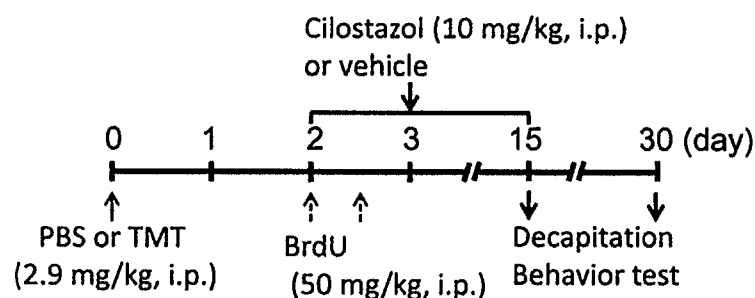 Cilostazol (10 mg/kg, i.p.)
or vehicle
0 1 2 3 15 30 (day)
PBS or TMT
(2.9 mg/kg, i.p.)
BrdU
(50 mg/kg, i.p.)
Decapitation
Behavior test